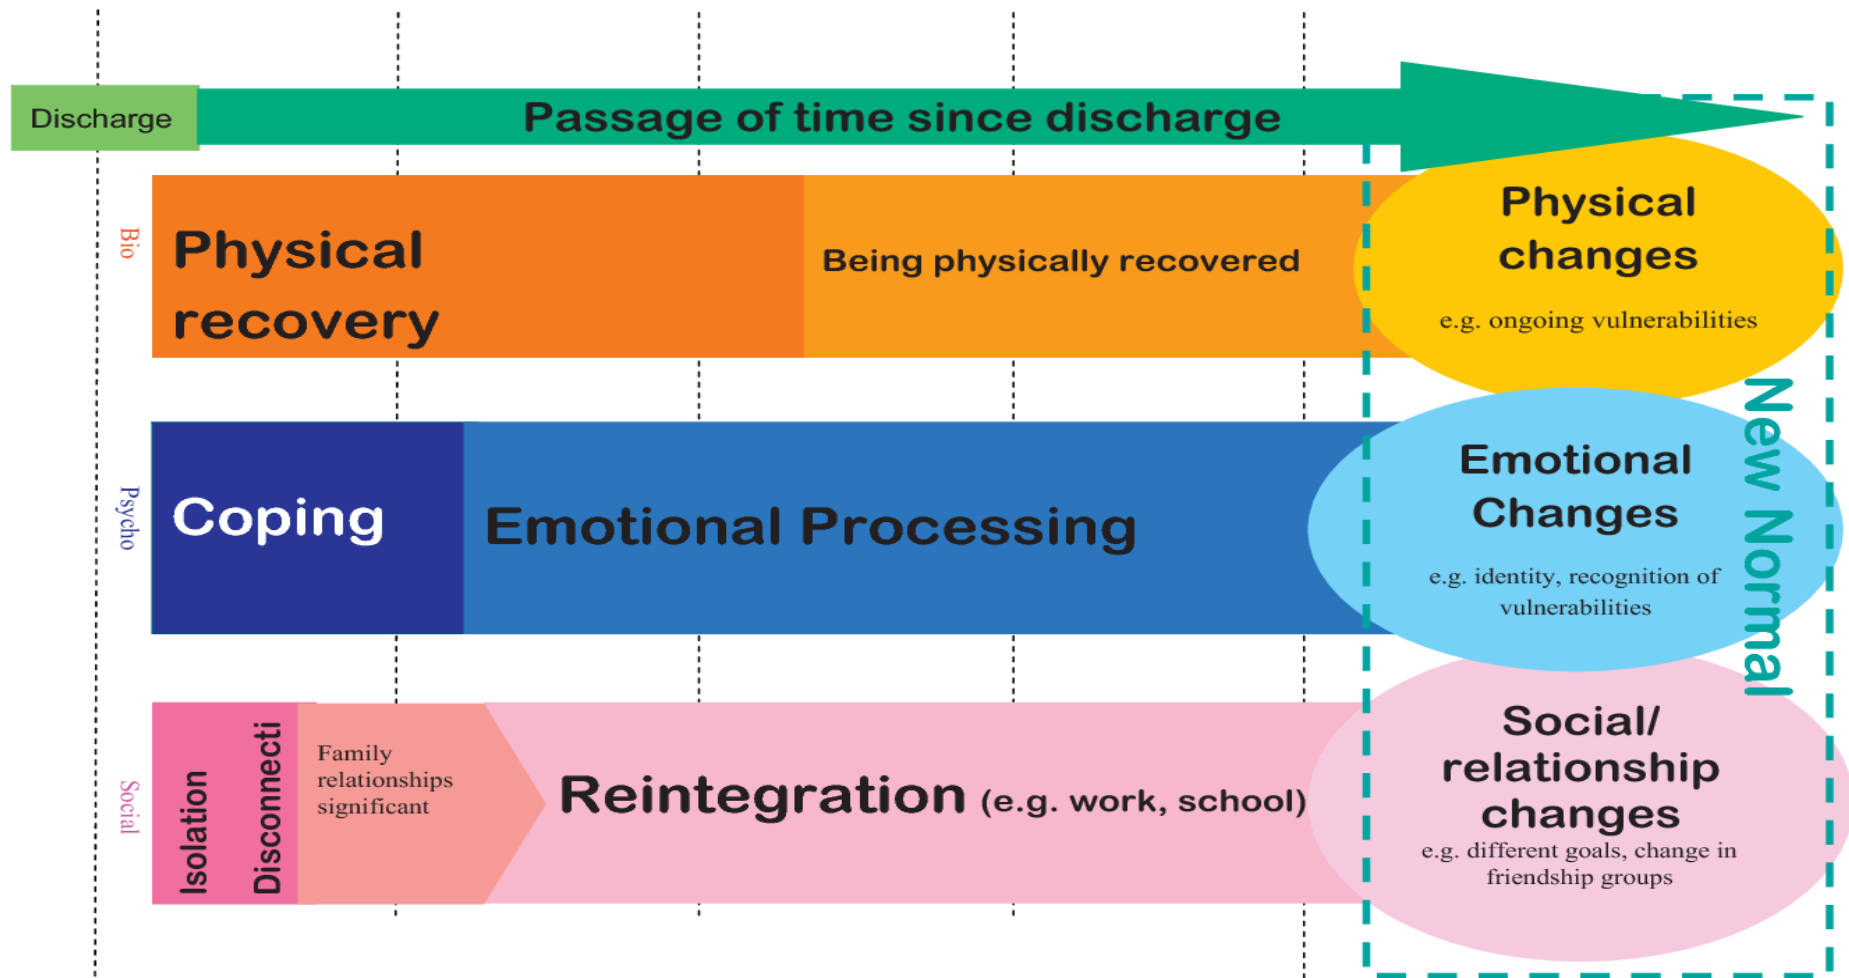 Discharge
Passage of time since discharge
Bio
Physical
recovery
Being physically recovered
Physical
changes
e.g. ongoing vulnerabilities
Psycho
Coping
Emotional Processing
Emotional
Changes
e.g. identity, recognition of
vulnerabilities
New Normal
Social
Isolation
Disconnecti
Family
relationships
significant
Reintegration (e.g. work, school)
Social/
relationship
changes
e.g. different goals, change in
friendship groups